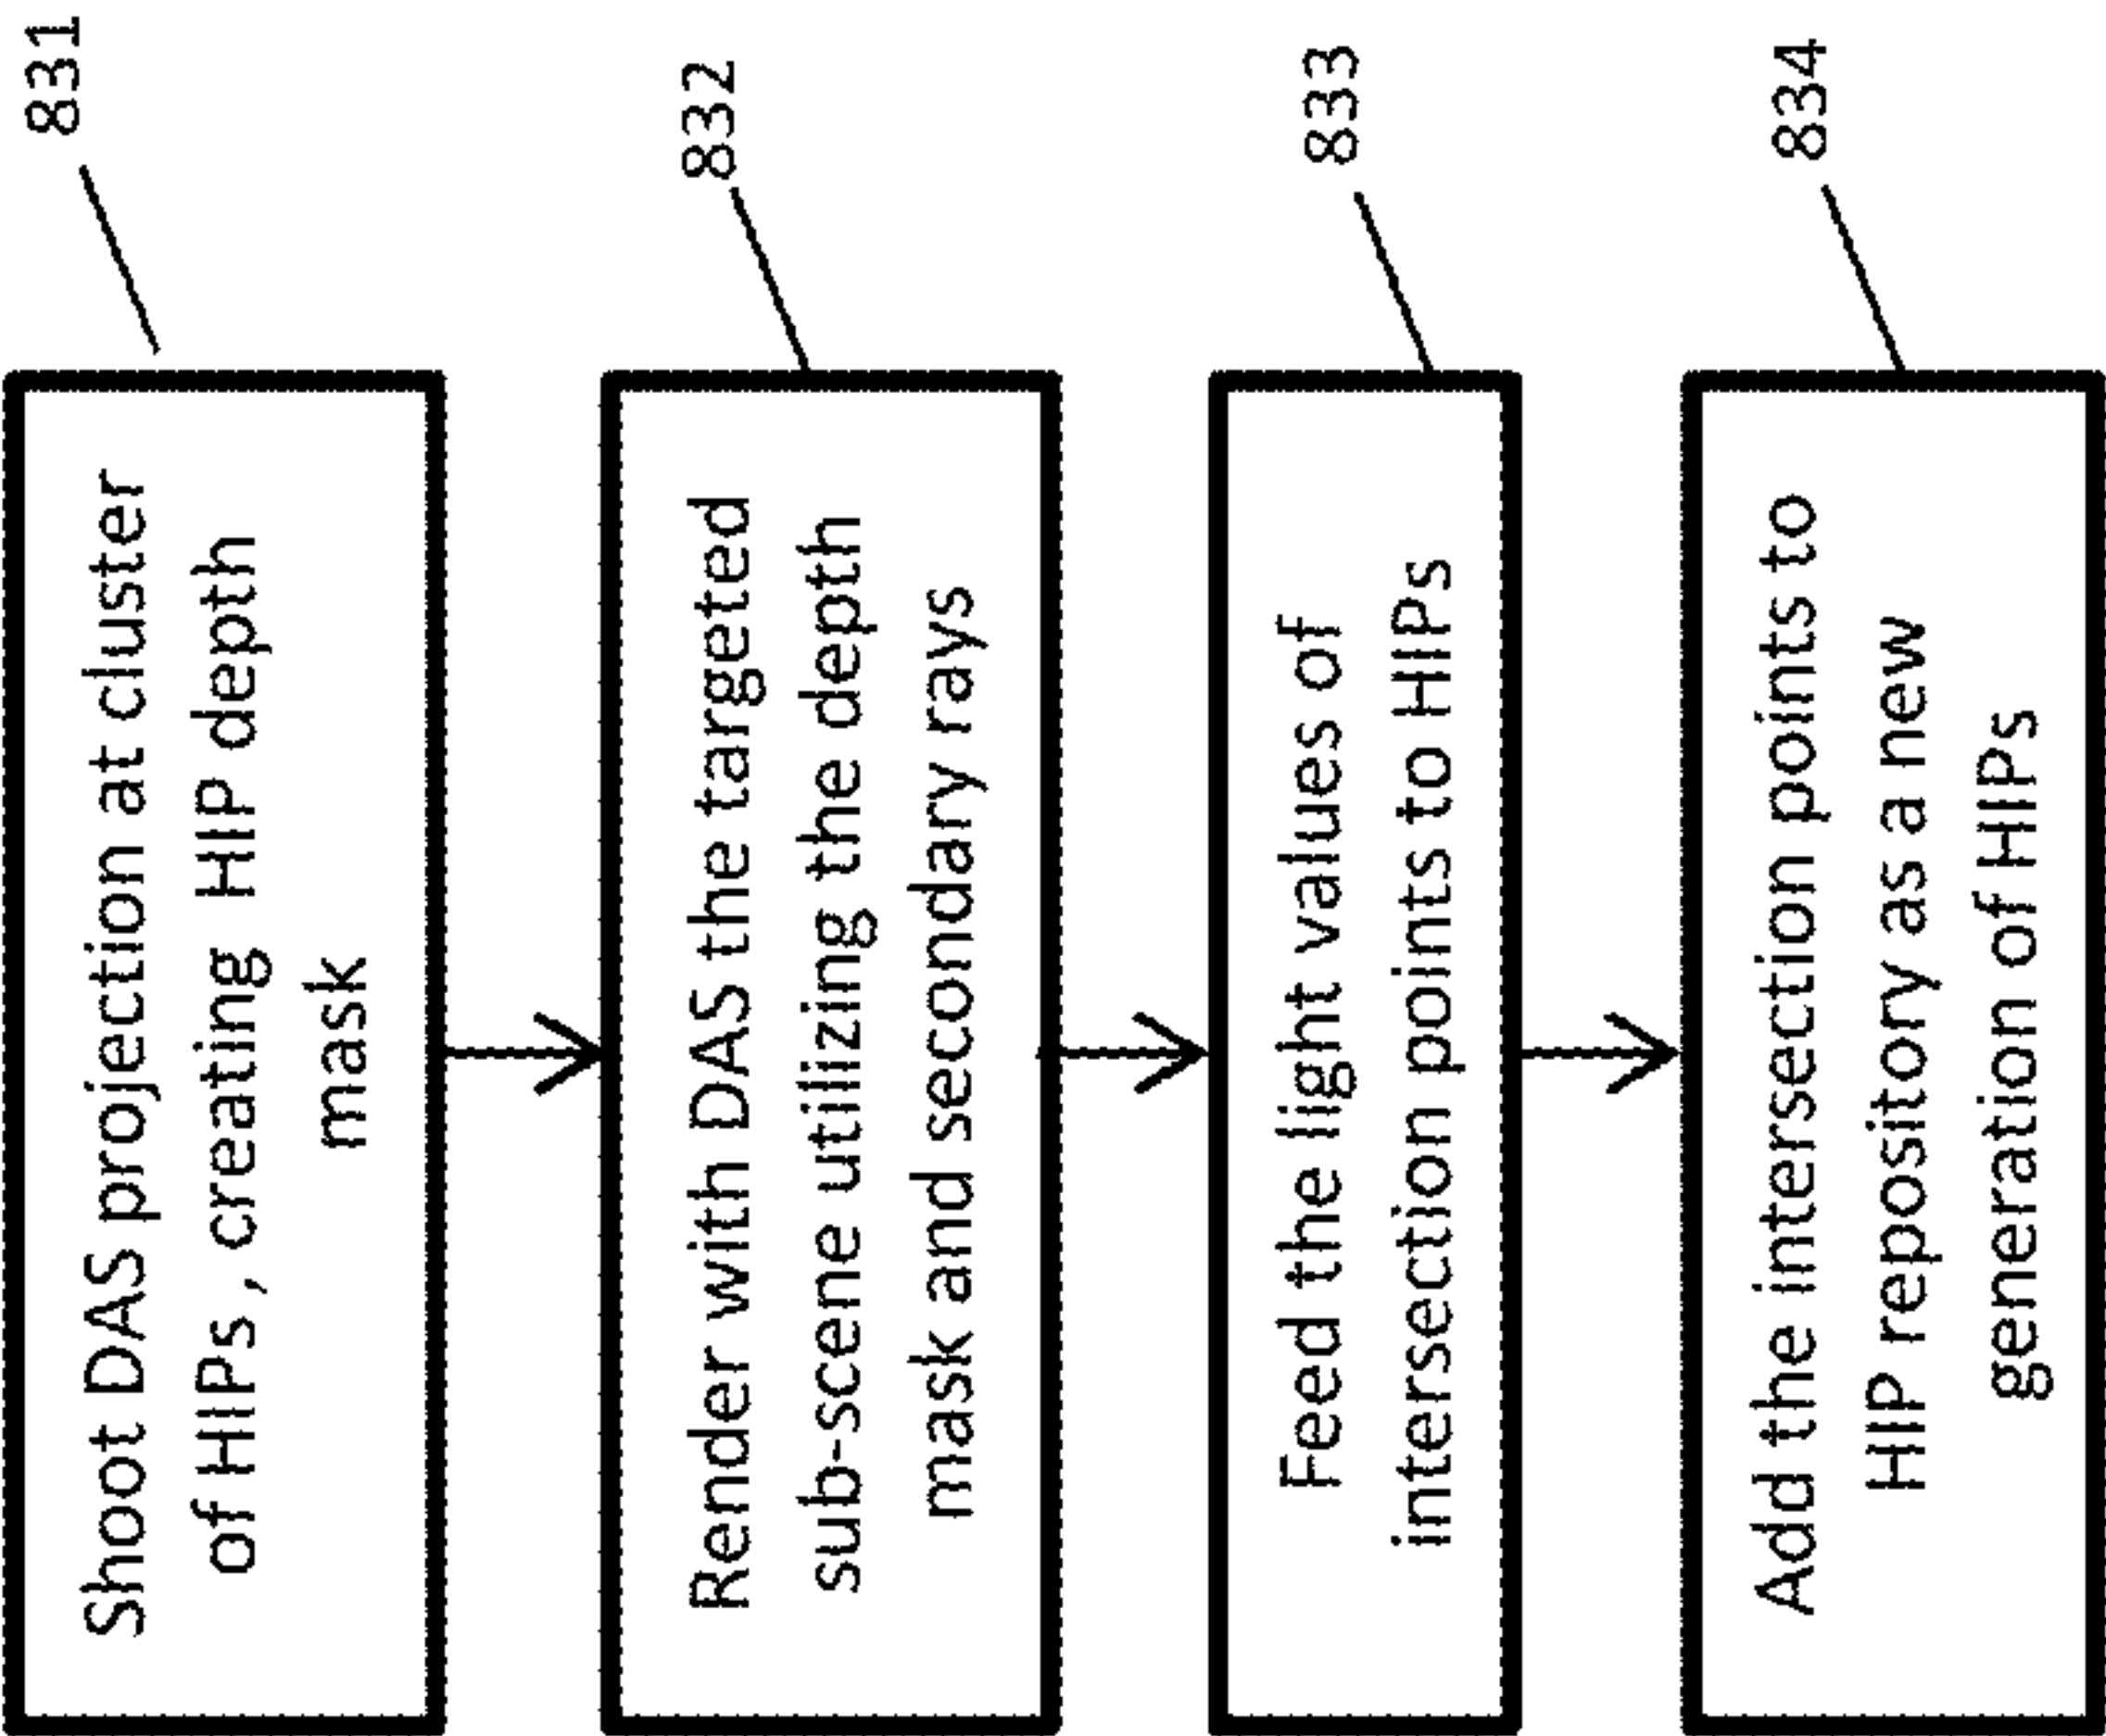 Shoot DAS projection at cluster
of HIPs, creating HIP depth
mask
831
Render with DAS the targeted
sub-scene utilizing the depth
mask and secondary rays
832
Feed the light values of
intersection points to HIPs
833
Add the intersection points to
HIP repository as a new
generation of HIPs
834